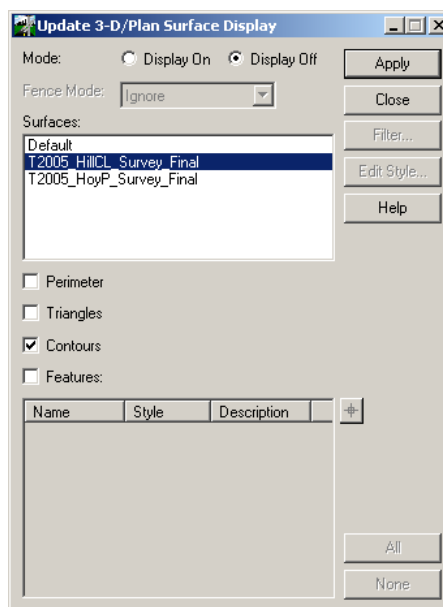 Update 3-D/Plan Surface Display
Mode: Display On Display Off Apply
Fence Mode: Ignore Close
Surfaces: Filter...
Default
T2005_HillCL_Survey_Final Edit Style...
T2005_HoyP_Survey_Final
Help
Perimeter
Triangles
Contours
Features:
Name Style Description
All
None